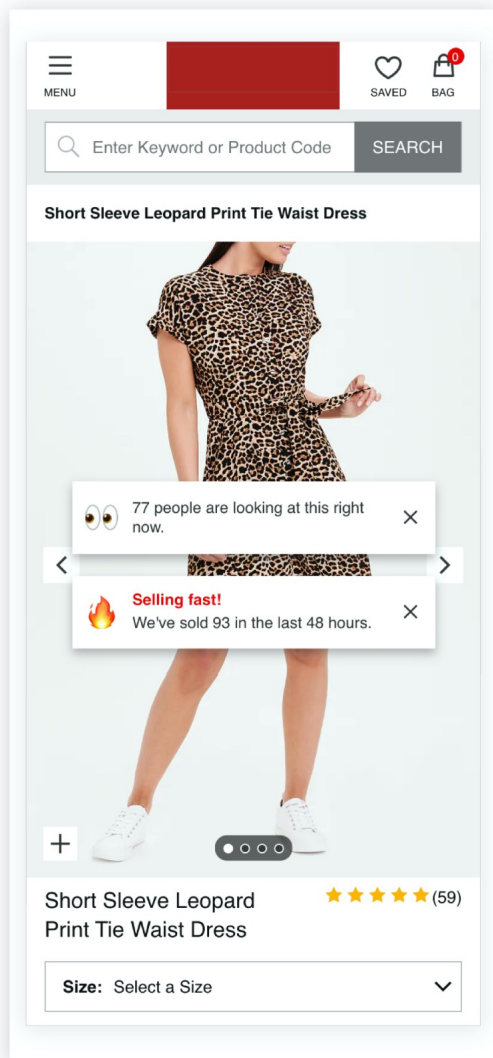 MENU
SAVED
0
BAG
Enter Keyword or Product Code
SEARCH
Short Sleeve Leopard Print Tie Waist Dress
77 people are looking at this right
now.
Selling fast!
We've sold 93 in the last 48 hours.
Short Sleeve Leopard
Print Tie Waist Dress
(59)
Size: Select a Size